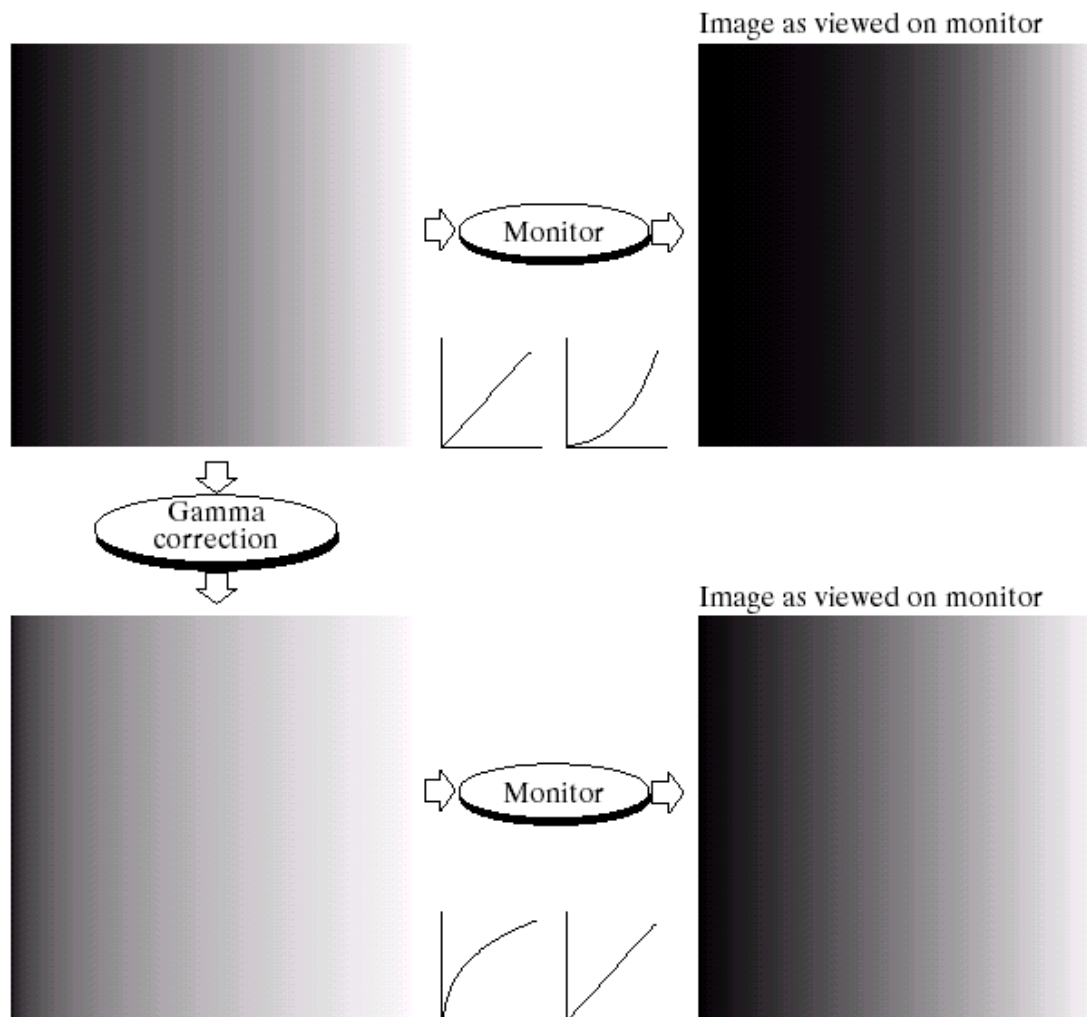 Image as viewed on monitor
Monitor
Gamma
correction
Image as viewed on monitor
Monitor